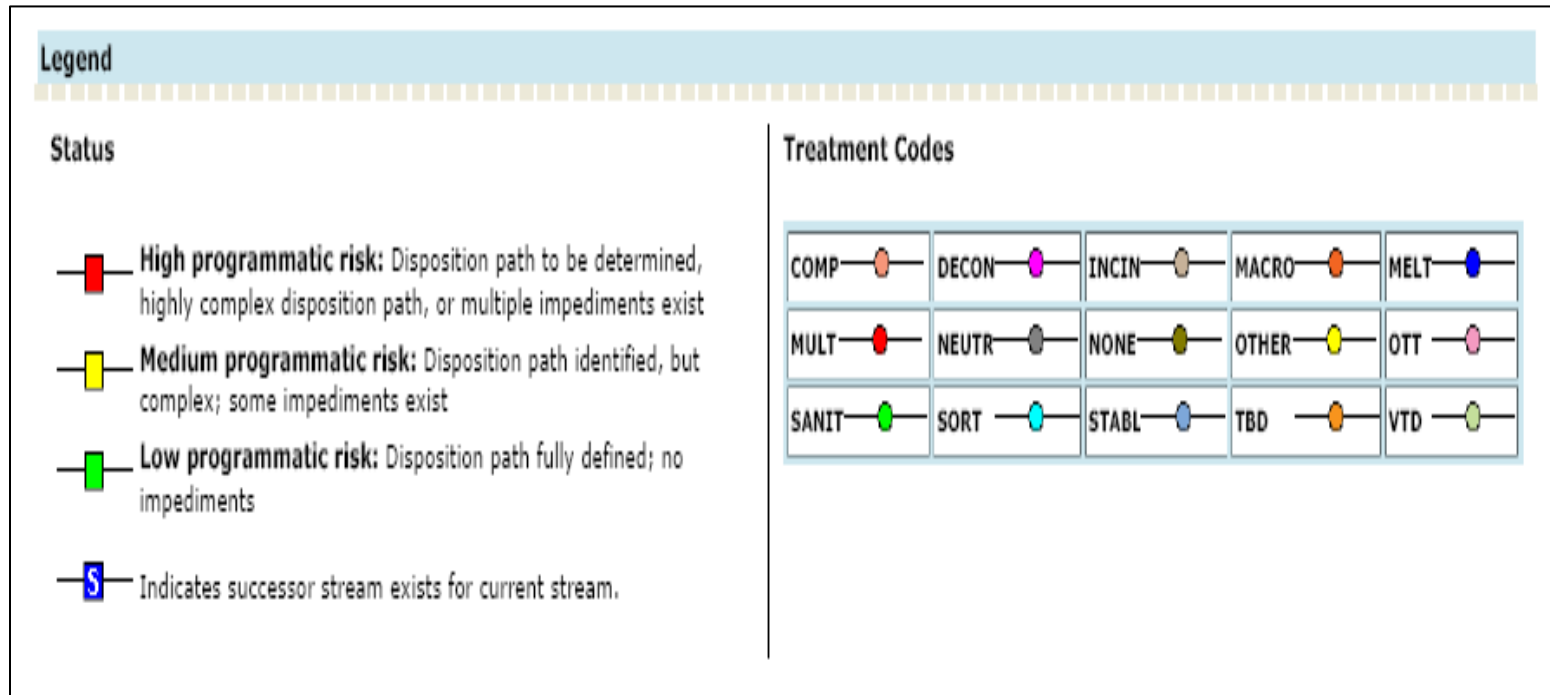 Legend
Status
High programmatic risk: Disposition path to be determined,
highly complex disposition path, or multiple impediments exist
Medium programmatic risk: Disposition path identified, but
complex; some impediments exist
Low programmatic risk: Disposition path fully defined; no
impediments
S Indicates successor stream exists for current stream.
Treatment Codes
COMP DECON INCIN MACRO MELT
MULT NEUTR NONE OTHER OTT
SANIT SORT STABL TBD VTD